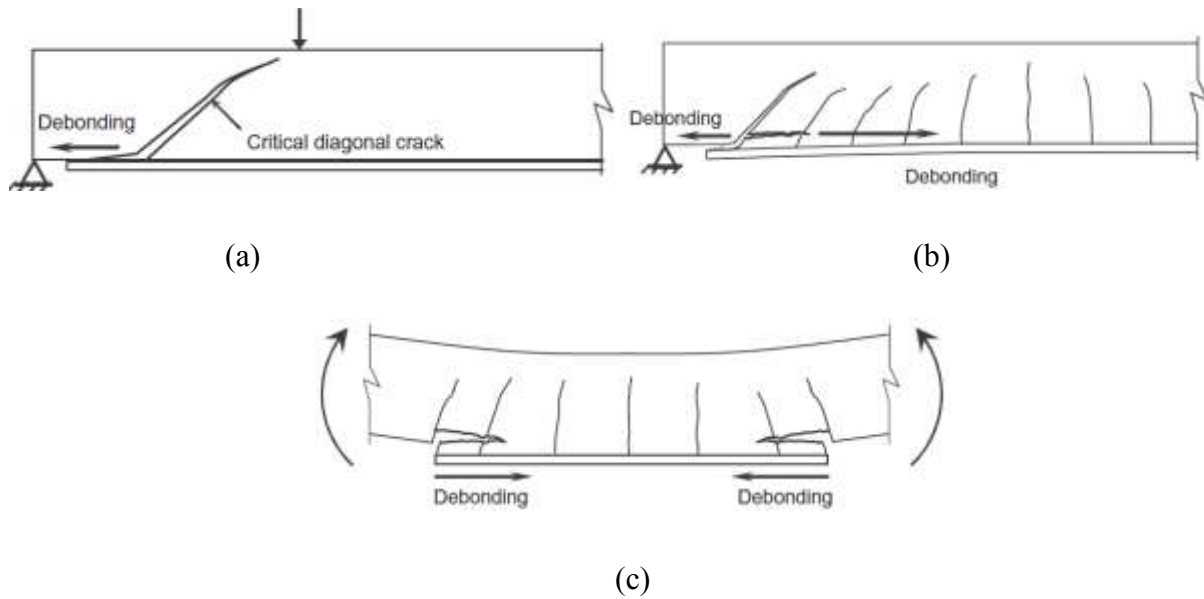 Debonding
Critical diagonal crack
(a)
Debonding
Debonding
(b)
Debonding
Debonding
(c)